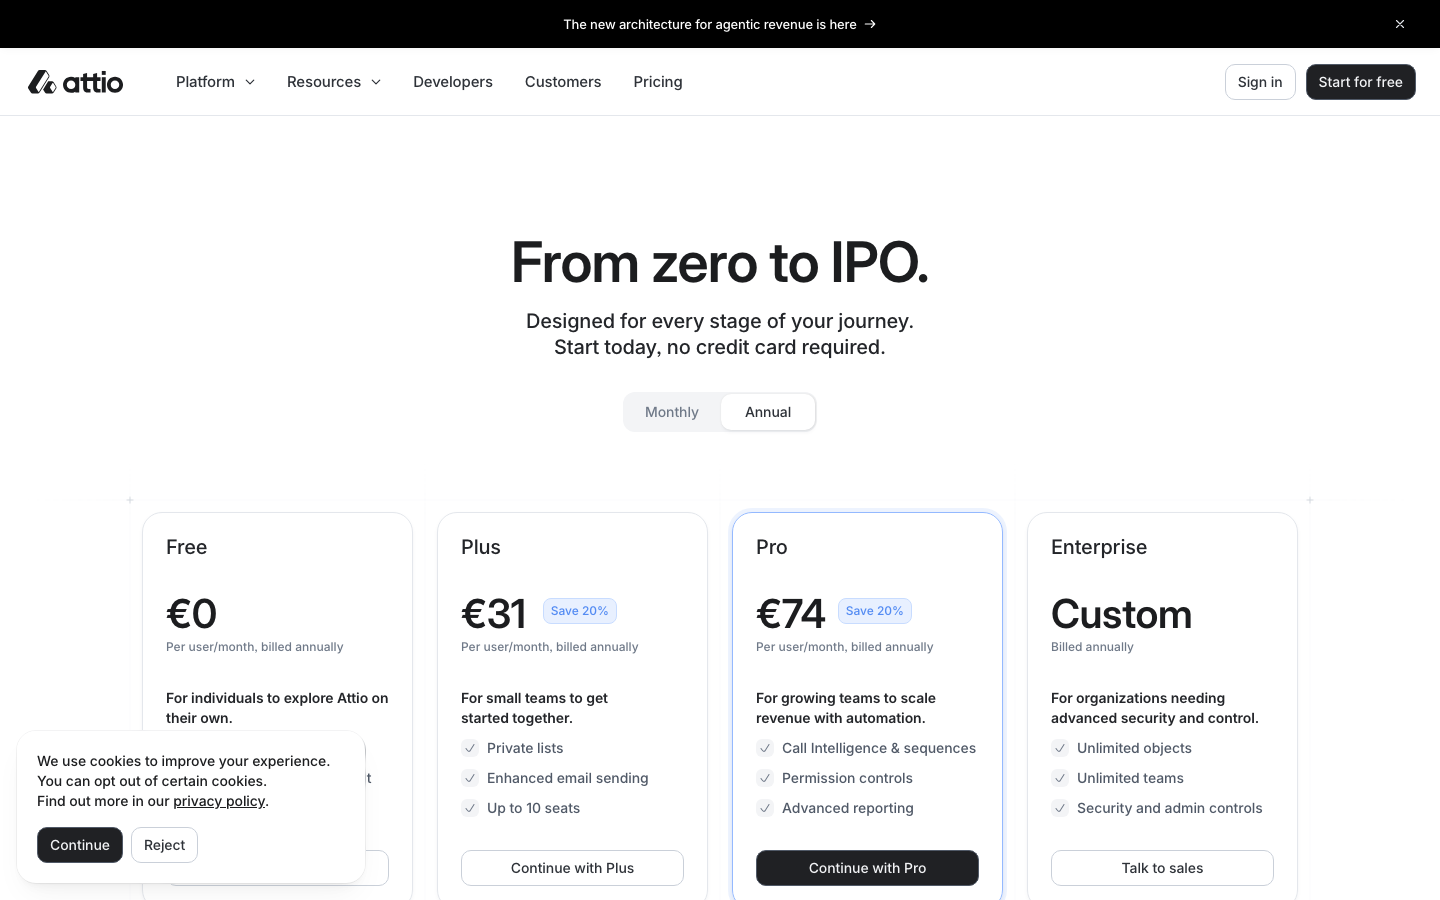 The new architecture for agentic revenue is here →
attio
Platform
Resources
Developers
Customers
Pricing
Sign in
Start for free
From zero to IPO.
Designed for every stage of your journey.
Start today, no credit card required.
Monthly
Annual
Free
€0
Per user/month, billed annually
For individuals to explore Attio on
their own.
Plus
€31
Save 20%
Per user/month, billed annually
For small teams to get
started together.
Private lists
Enhanced email sending
Up to 10 seats
Continue with Plus
Pro
€74
Save 20%
Per user/month, billed annually
For growing teams to scale
revenue with automation.
Call Intelligence & sequences
Permission controls
Advanced reporting
Continue with Pro
Enterprise
Custom
Billed annually
For organizations needing
advanced security and control.
Unlimited objects
Unlimited teams
Security and admin controls
Talk to sales
We use cookies to improve your experience.
You can opt out of certain cookies.
Find out more in our privacy policy.
Continue
Reject